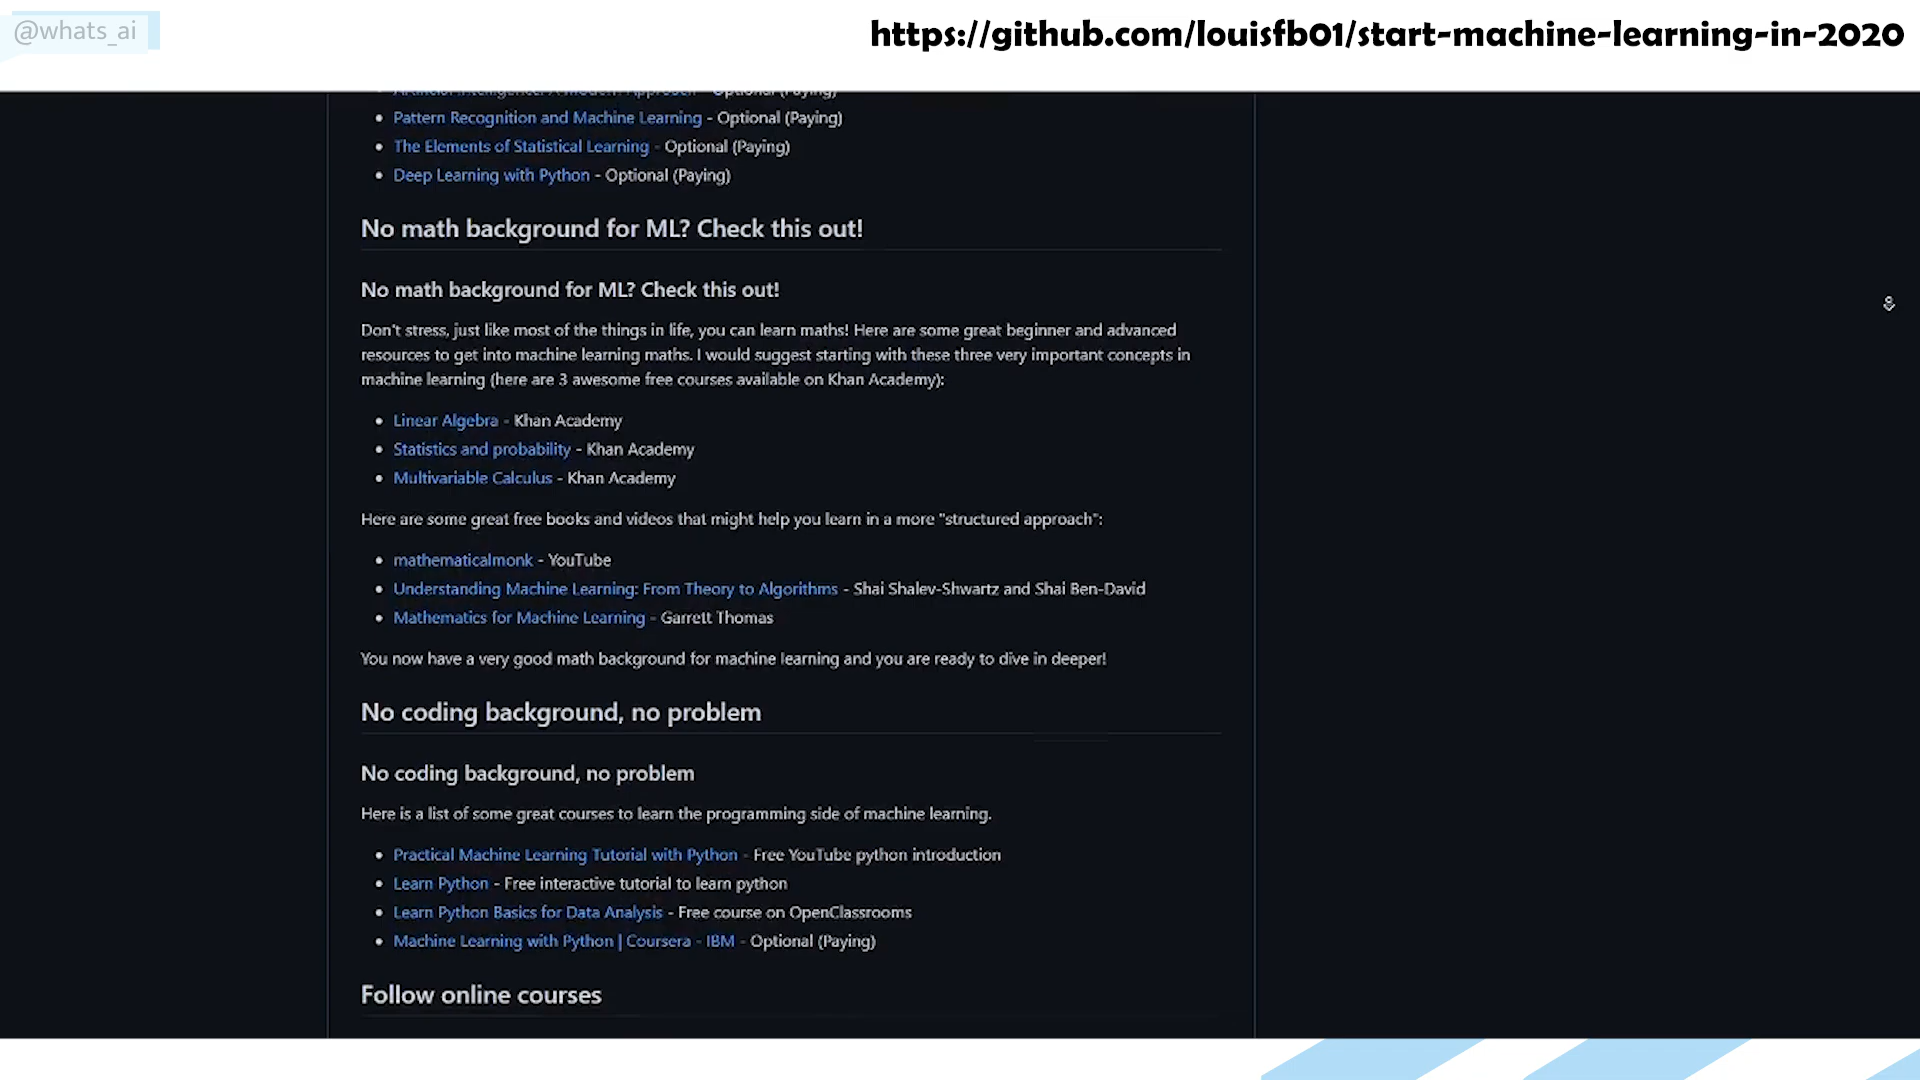 @whats_ai
https://github.com/louisfb01/start-machine-learning-in-2020
Artificial Intelligence: A Modern Approach - Optional (Paying)
Pattern Recognition and Machine Learning - Optional (Paying)
The Elements of Statistical Learning - Optional (Paying)
Deep Learning with Python - Optional (Paying)
No math background for ML? Check this out!
No math background for ML? Check this out!
Don't stress, just like most of the things in life, you can learn maths! Here are some great beginner and advanced
resources to get into machine learning maths. I would suggest starting with these three very important concepts in
machine learning (here are 3 awesome free courses available on Khan Academy):
Linear Algebra - Khan Academy
Statistics and probability - Khan Academy
Multivariable Calculus - Khan Academy
Here are some great free books and videos that might help you learn in a more "structured approach":
mathematicalmonk - YouTube
Understanding Machine Learning: From Theory to Algorithms - Shai Shalev-Shwartz and Shai Ben-David
Mathematics for Machine Learning - Garrett Thomas
You now have a very good math background for machine learning and you are ready to dive in deeper!
No coding background, no problem
No coding background, no problem
Here is a list of some great courses to learn the programming side of machine learning.
Practical Machine Learning Tutorial with Python - Free YouTube python introduction
Learn Python - Free interactive tutorial to learn python
Learn Python Basics for Data Analysis - Free course on OpenClassrooms
Machine Learning with Python | Coursera - IBM - Optional (Paying)
Follow online courses